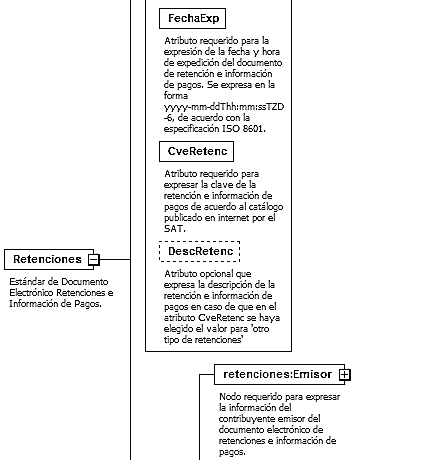 FechaExp
Atributo requerido para la
expresión de la fecha y hora
de expedición del documento
de retención e información
de pagos. Se expresa en la
forma
yyyy-mm-ddThh:mm:ssTZD
-6, de acuerdo con la
especificación ISO 8601.
CveRetenc
Atributo requerido para
expresar la clave de la
retención e información de
pagos de acuerdo al catálogo
publicado en internet por el
SAT.
DescRetenc
Atributo opcional que
expresa la descripción de la
retención e información de
pagos en caso de que en el
atributo CveRetenc se haya
elegido el valor para 'otro
tipo de retenciones'
Retenciones
Estándar de Documento
Electrónico Retenciones e
Información de Pagos.
retenciones:Emisor
Nodo requerido para expresar
la información del
contribuyente emisor del
documento electrónico de
retenciones e información de
pagos.